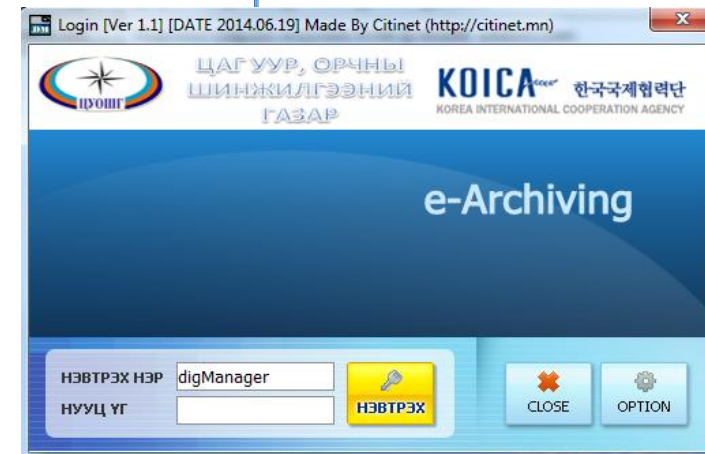 Login [Ver 1.1] [DATE 2014.06.19] Made By Citinet (http://citinet.mn)
ЦУОШГ
ЦАГ УУР, ОРЧНЫ
ШИНЖИЛГЭЭНИЙ
ГАЗАР
KOICA 한국국제협력단
KOREA INTERNATIONAL COOPERATION AGENCY
e-Archiving
НЭВТРЭХ НЭР digManager
НУУЦ ҮГ
НЭВТРЭХ
CLOSE
OPTION